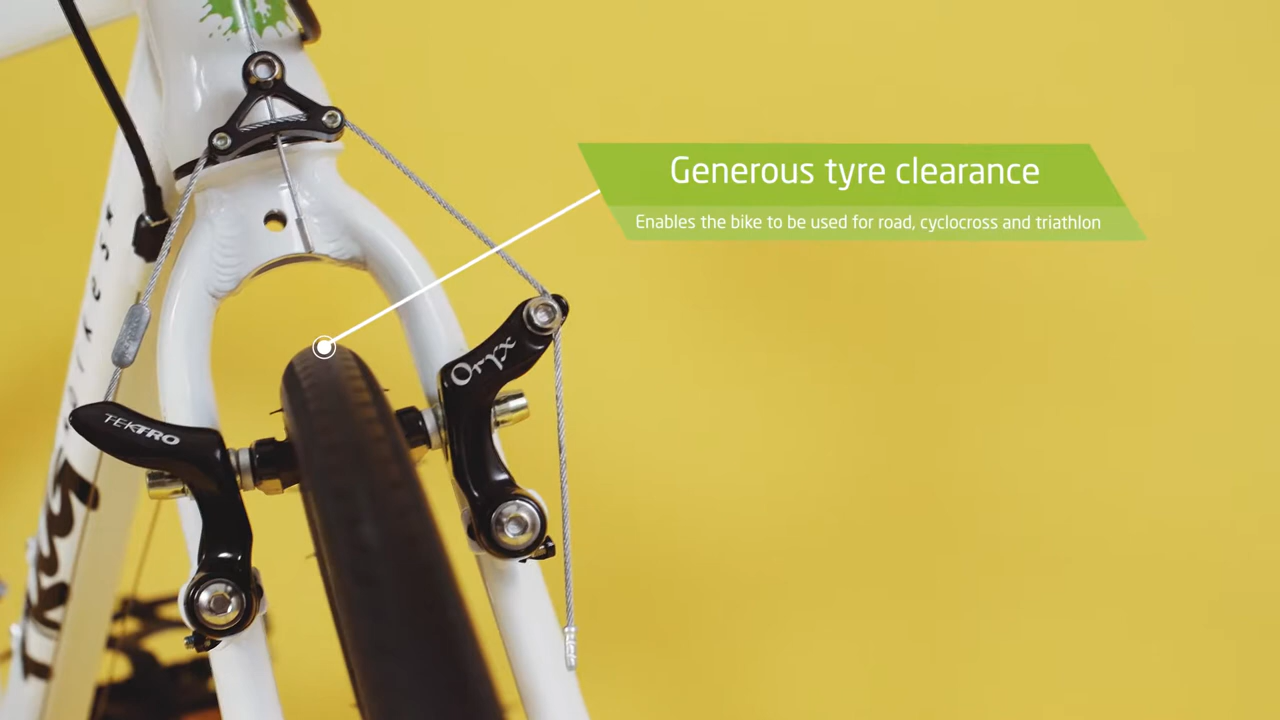 Generous tyre clearance
Enables the bike to be used for road, cyclocross and triathlon
Oryx
TEKTRO